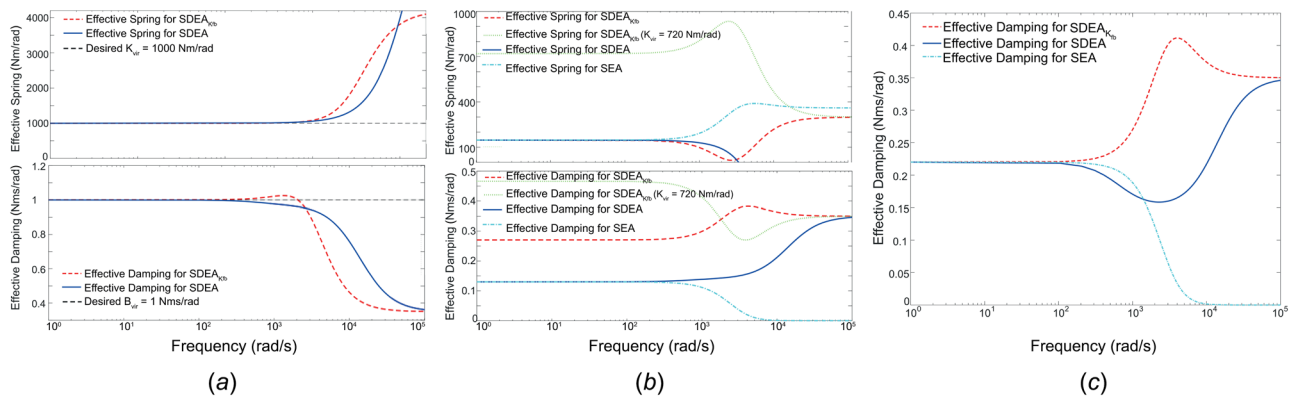 Effective Spring (Nm/rad)
4000
3000
2000
1000
0
Effective Spring for SDEA_Kfb
Effective Spring for SDEA
Desired K_vir = 1000 Nm/rad
Effective Damping (Nms/rad)
1.2
1
0.8
0.6
0.4
Effective Damping for SDEA_Kfb
Effective Damping for SDEA
Desired B_vir = 1 Nms/rad
10^0 10^1 10^2 10^3 10^4 10^5
Frequency (rad/s)
(a)
Effective Spring (Nm/rad)
1000
700
400
100
0
Effective Spring for SDEA_Kfb
Effective Spring for SDEA_Kfb (K_vir = 720 Nm/rad)
Effective Spring for SDEA
Effective Spring for SEA
Effective Damping (Nms/rad)
0.5
0.4
0.3
0.2
0.1
0
Effective Damping for SDEA_Kfb
Effective Damping for SDEA_Kfb (K_vir = 720 Nm/rad)
Effective Damping for SDEA
Effective Damping for SEA
10^0 10^1 10^2 10^3 10^4 10^5
Frequency (rad/s)
(b)
Effective Damping (Nms/rad)
0.45
0.4
0.35
0.3
0.25
0.2
0.15
0.1
0.05
0
Effective Damping for SDEA_Kfb
Effective Damping for SDEA
Effective Damping for SEA
10^0 10^1 10^2 10^3 10^4 10^5
Frequency (rad/s)
(c)